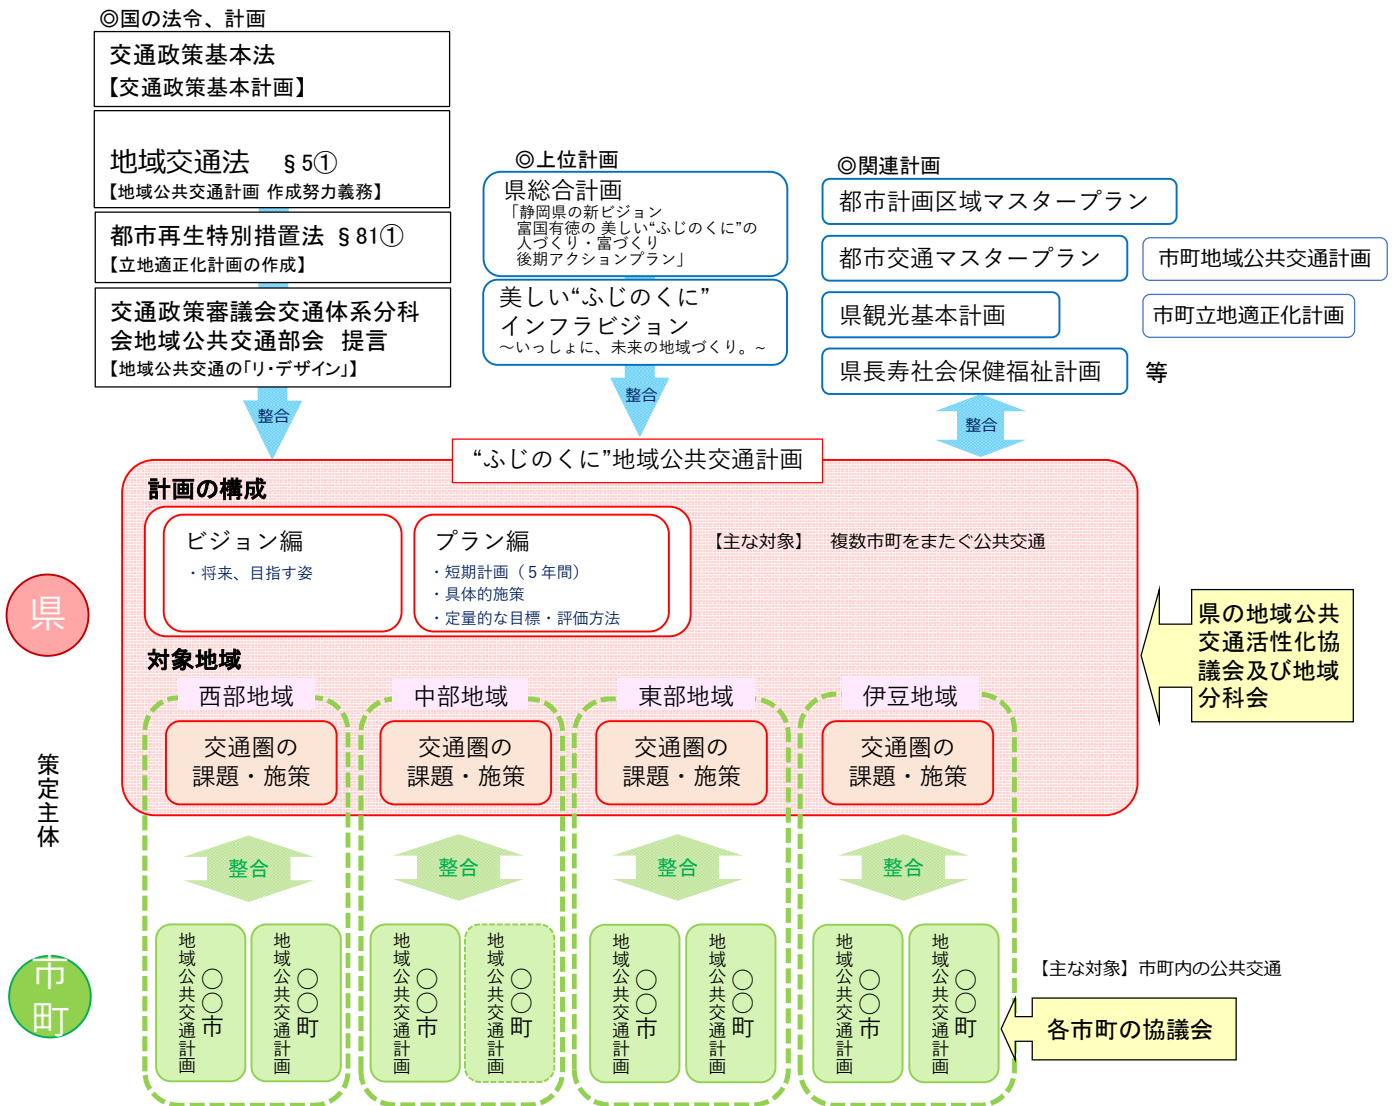 ◎国の法令、計画
交通政策基本法
【交通政策基本計画】
地域交通法　§5①
【地域公共交通計画 作成努力義務】
都市再生特別措置法 §81①
【立地適正化計画の作成】
交通政策審議会交通体系分科
会地域公共交通部会 提言
【地域公共交通の「リ・デザイン」】
整合
◎上位計画
県総合計画
「静岡県の新ビジョン
富国有徳の 美しい“ふじのくに”の
人づくり・富づくり
後期アクションプラン」
美しい“ふじのくに”
インフラビジョン
～いっしょに、未来の地域づくり。~
整合
◎関連計画
都市計画区域マスタープラン
都市交通マスタープラン
市町地域公共交通計画
県観光基本計画
市町立地適正化計画
県長寿社会保健福祉計画
等
整合
“ふじのくに”地域公共交通計画
計画の構成
ビジョン編
・将来、目指す姿
プラン編
・短期計画（５年間）
・具体的施策
・定量的な目標・評価方法
【主な対象】　複数市町をまたぐ公共交通
県
県の地域公共
交通活性化協
議会及び地域
分科会
対象地域
西部地域
中部地域
東部地域
伊豆地域
交通圏の
課題・施策
交通圏の
課題・施策
交通圏の
課題・施策
交通圏の
課題・施策
策定主体
整合
整合
整合
整合
市
町
〇〇市
地域公共交通計画
〇〇町
地域公共交通計画
〇〇市
地域公共交通計画
〇〇町
地域公共交通計画
〇〇市
地域公共交通計画
〇〇町
地域公共交通計画
〇〇市
地域公共交通計画
〇〇町
地域公共交通計画
【主な対象】市町内の公共交通
各市町の協議会